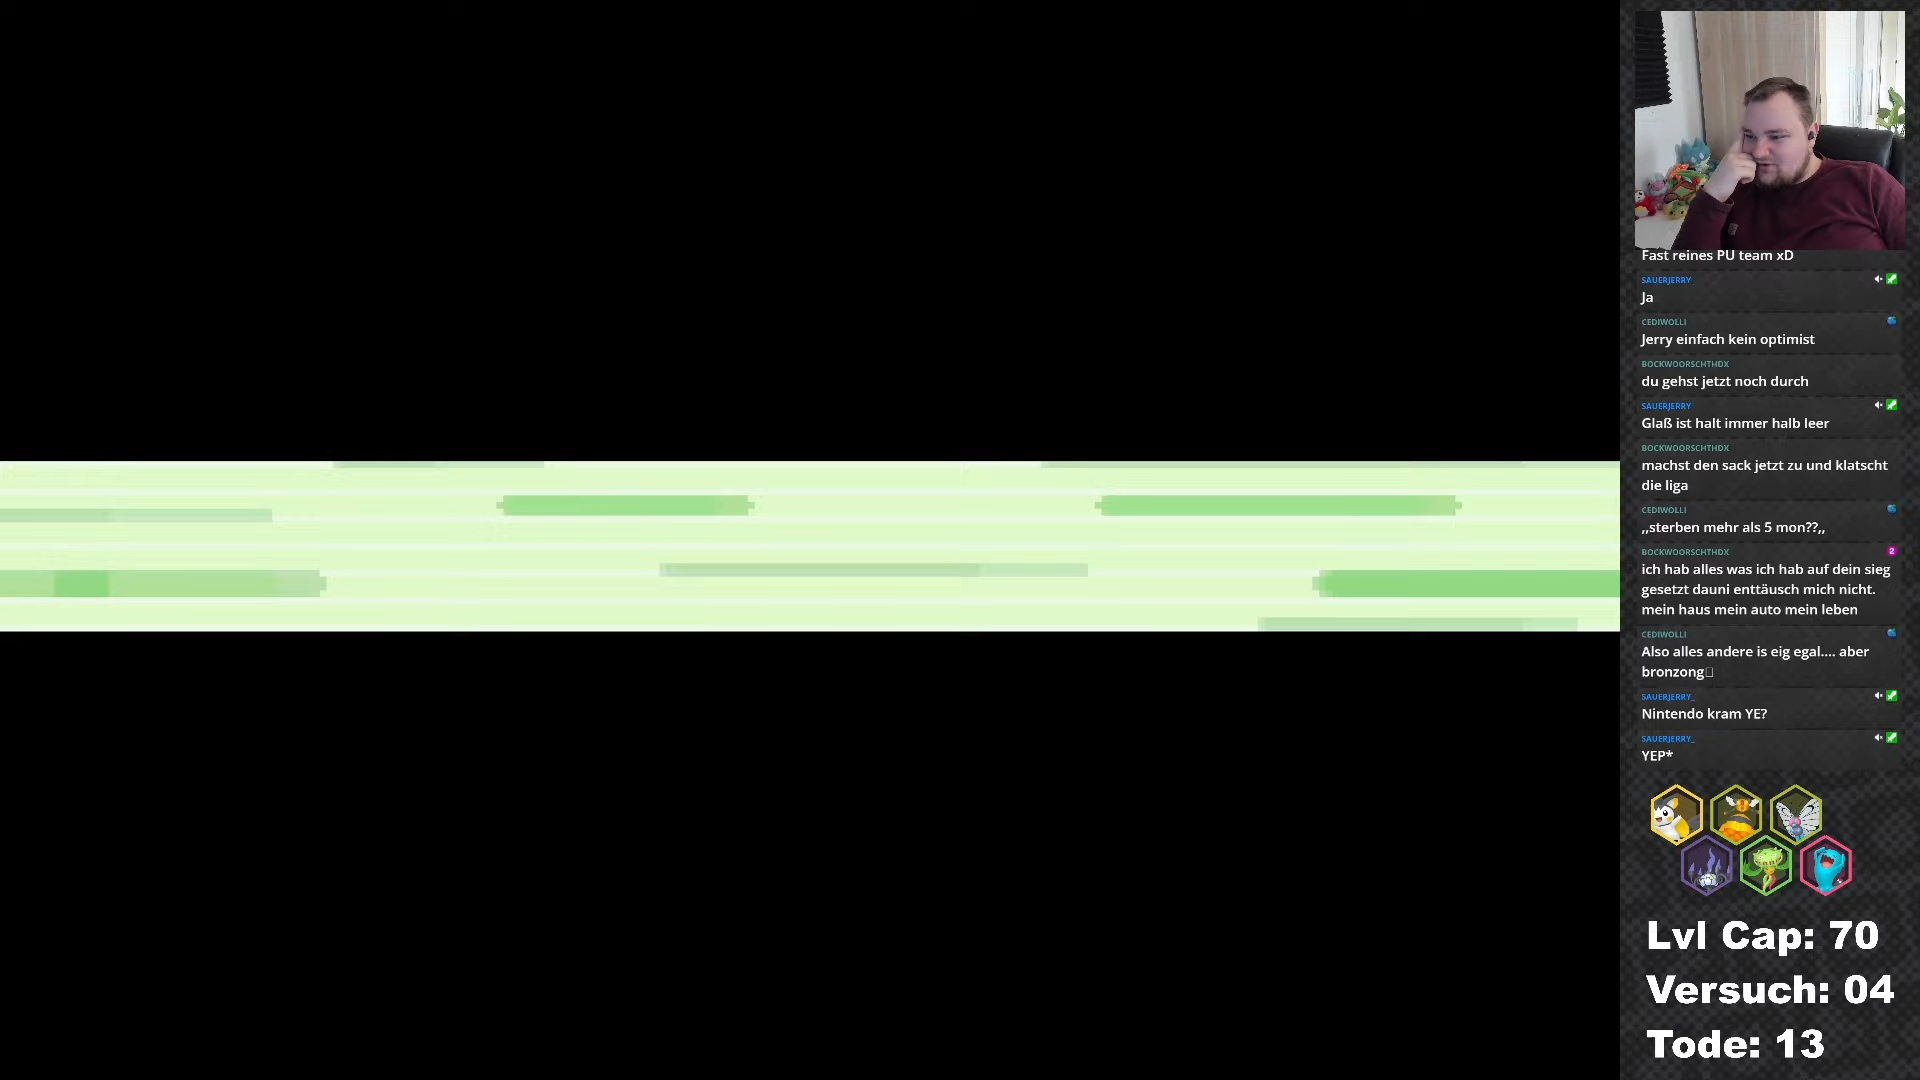 Fast reines PU team xD
SAUERJERRY
Ja
CEDIWOLLI
Jerry einfach kein optimist
BOCKWOORSCHTHDX
du gehst jetzt noch durch
SAUERJERRY
Glaß ist halt immer halb leer
BOCKWOORSCHTHDX
machst den sack jetzt zu und klatscht
die liga
CEDIWOLLI
,,sterben mehr als 5 mon??,,
BOCKWOORSCHTHDX
2
ich hab alles was ich hab auf dein sieg
gesetzt dauni enttäusch mich nicht.
mein haus mein auto mein leben
CEDIWOLLI
Also alles andere is eig egal.... aber
bronzong
SAUERJERRY_
Nintendo kram YE?
SAUERJERRY_
YEP*
Lvl Cap: 70
Versuch: 04
Tode: 13